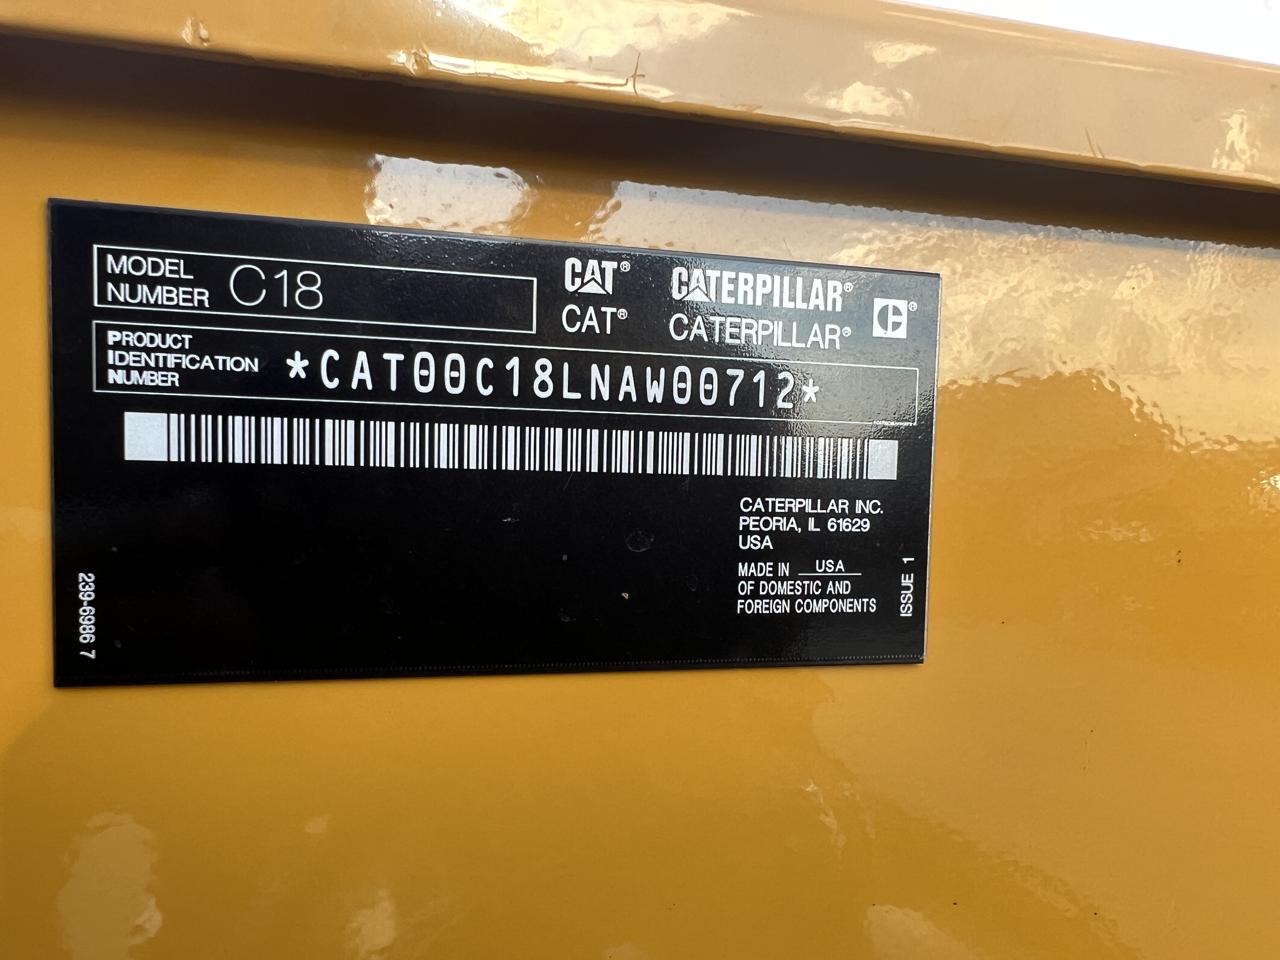 MODEL
NUMBER C18
CAT®
CAT®
CATERPILLAR®
CATERPILLAR®
C®
PRODUCT
IDENTIFICATION
NUMBER
*CAT00C18LNAW00712*
CATERPILLAR INC.
PEORIA, IL 61629
USA
MADE IN USA
OF DOMESTIC AND
FOREIGN COMPONENTS
ISSUE 1
239-6986 7